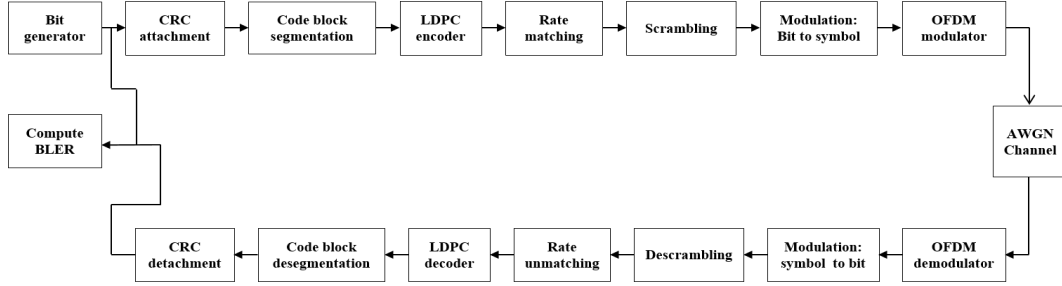 Bit
generator
CRC
attachment
Code block
segmentation
LDPC
encoder
Rate
matching
Scrambling
Modulation:
Bit to symbol
OFDM
modulator
Compute
BLER
AWGN
Channel
CRC
detachment
Code block
desegmentation
LDPC
decoder
Rate
unmatching
Descrambling
Modulation:
symbol to bit
OFDM
demodulator